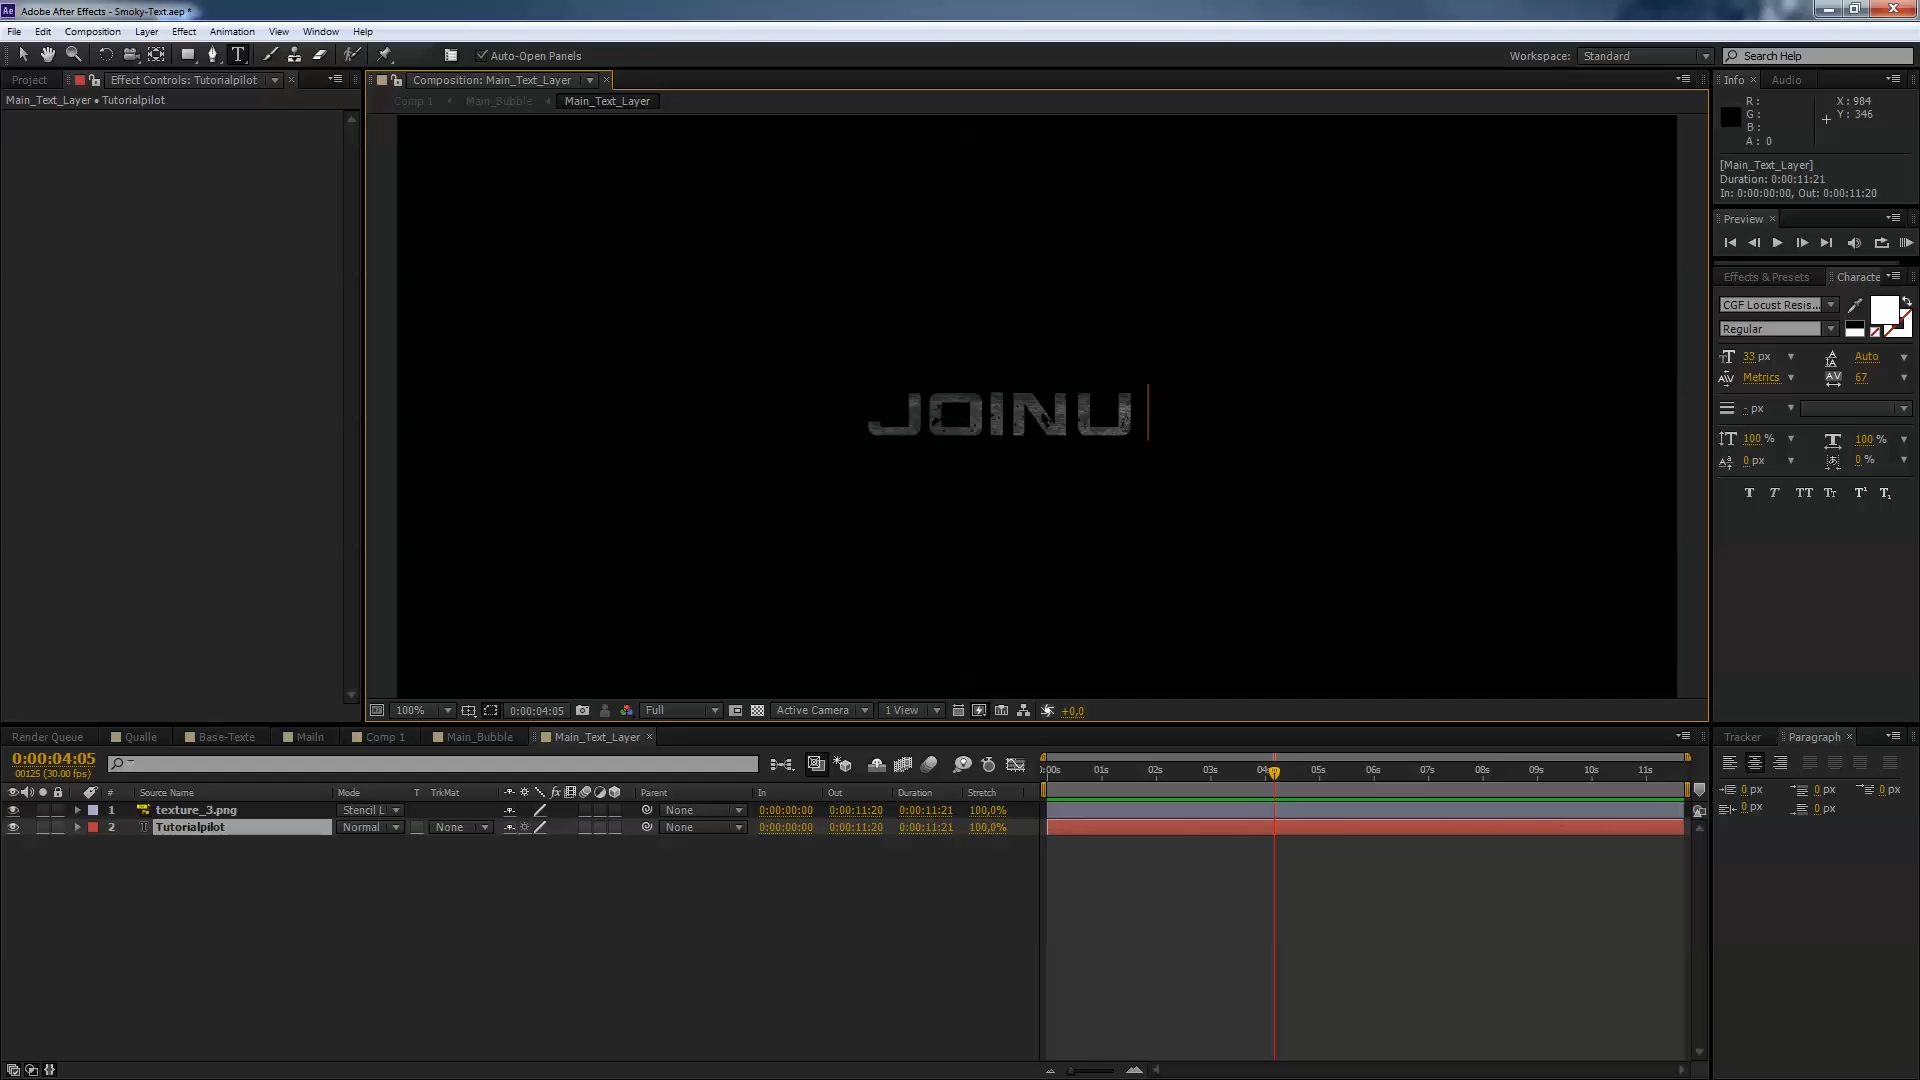 Adobe After Effects - Smoky-Text.aep *
File Edit Composition Layer Effect Animation View Window Help
Auto-Open Panels
Workspace: Standard
Search Help
Project
Effect Controls: Tutorialpilot
Main_Text_Layer • Tutorialpilot
Composition: Main_Text_Layer
Comp 1 Main_Bubble Main_Text_Layer
JOINU
100% 0:00:04:05 Full Active Camera 1 View +0,0
Info Audio
R:
G:
B:
A: 0
X: 984
Y: 346
[Main_Text_Layer]
Duration: 0:00:11:21
In: 0:00:00:00, Out: 0:00:11:20
Preview
Effects & Presets Characte
CGF Locust Resis...
Regular
33 px Auto
Metrics 67
- px
100 % 100 %
0 px 0 %
Render Queue Qualle Base-Texte Mailn Comp 1 Main_Bubble Main_Text_Layer
0:00:04:05
00125 (30.00 fps)
# Source Name Mode T TrkMat Parent In Out Duration Stretch
1 texture_3.png Stencil L None 0:00:00:00 0:00:11:20 0:00:11:21 100,0%
2 Tutorialpilot Normal None None 0:00:00:00 0:00:11:20 0:00:11:21 100,0%
0:00s 01s 02s 03s 04s 05s 06s 07s 08s 09s 10s 11s
Tracker Paragraph
0 px 0 px 0 px
0 px 0 px